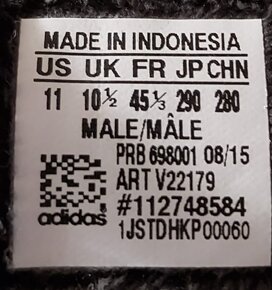 MADE IN INDONESIA
US UK FR JP CHN
11 10½ 45⅓ 290 280
MALE/MÂLE
PRB 698001 08/15
ART V22179
#112748584
adidas
1JSTDHKP00060